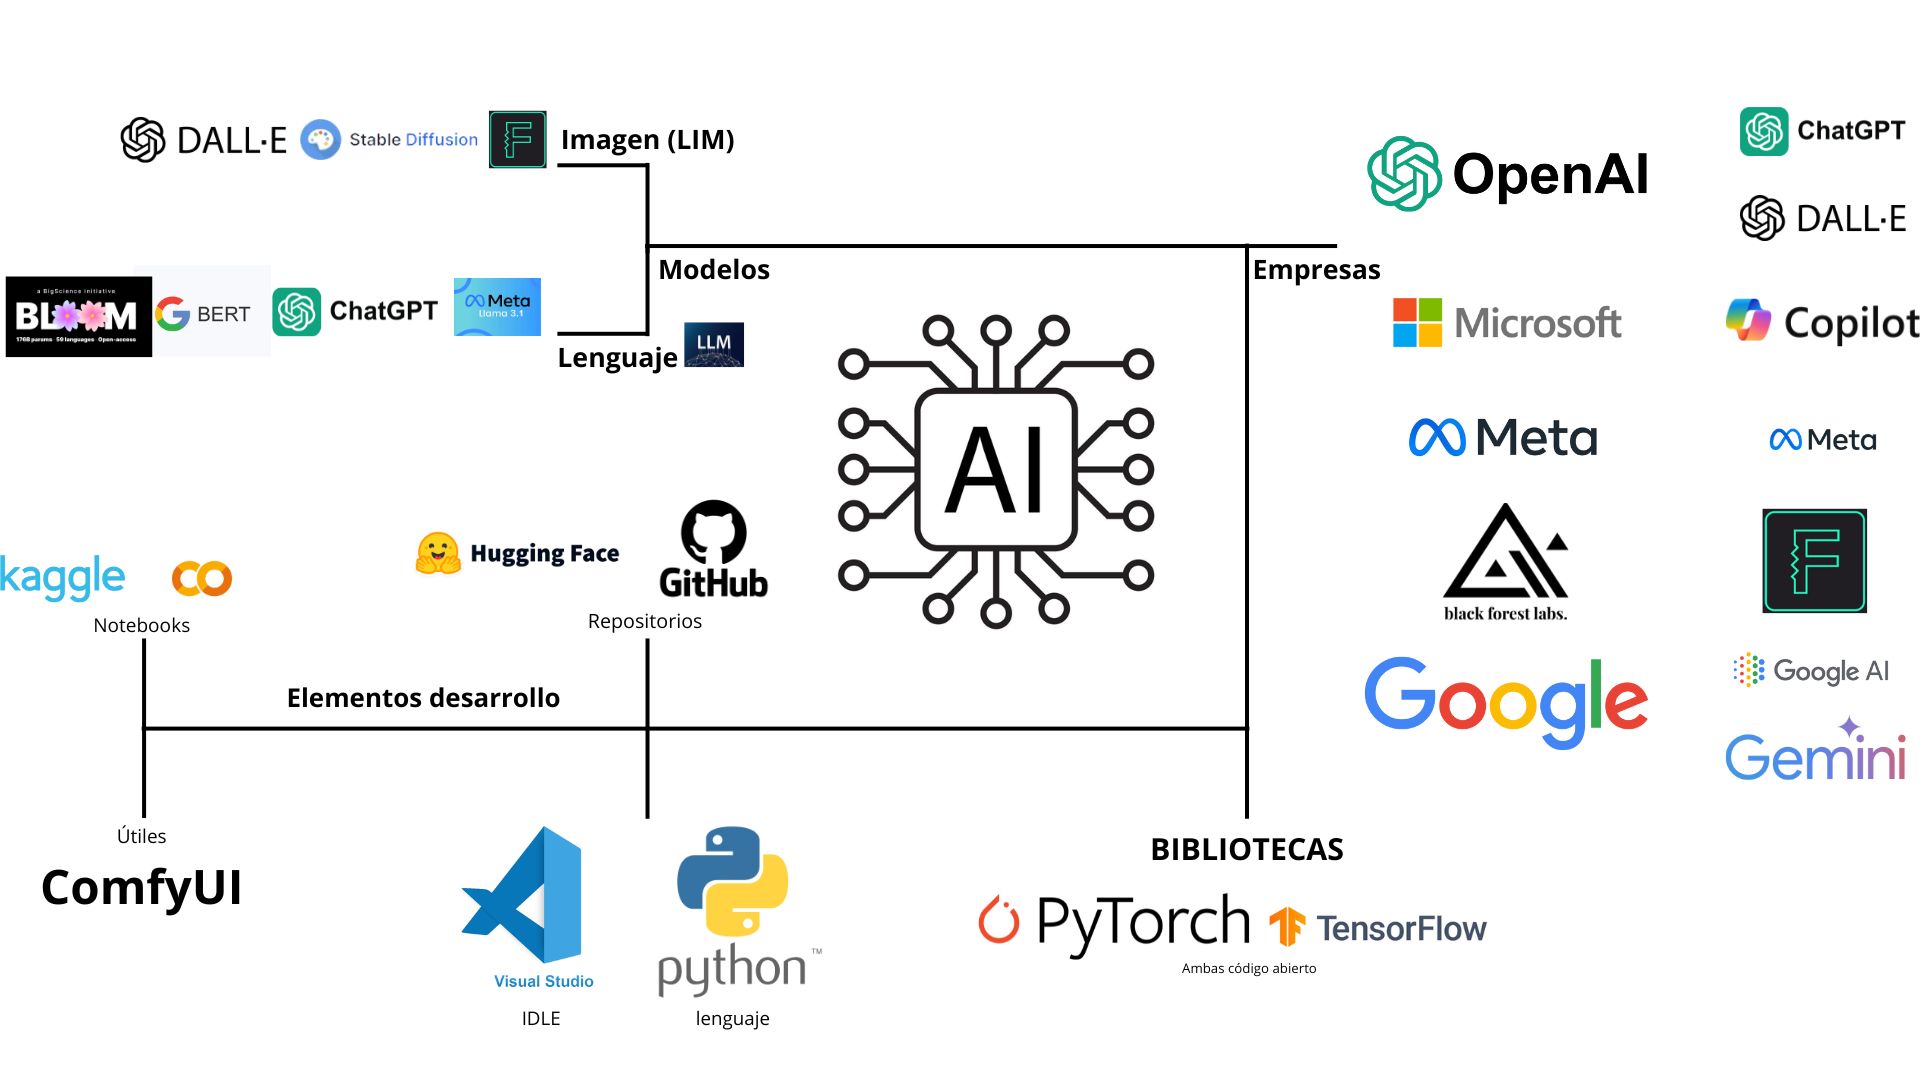 DALL·E
Stable Diffusion
F
Imagen (LIM)
OpenAI
ChatGPT
DALL·E
Modelos
Empresas
a BigScience initiative
BLOOM
176B params · 59 languages · Open-access
BERT
ChatGPT
Meta
Llama 3.1
Lenguaje
LLM
Microsoft
Copilot
AI
Meta
Meta
kaggle
Hugging Face
GitHub
black forest labs.
F
Notebooks
Repositorios
Google
Google AI
Gemini
Elementos desarrollo
Útiles
ComfyUI
Visual Studio
IDLE
python™
lenguaje
BIBLIOTECAS
PyTorch
TensorFlow
Ambas código abierto